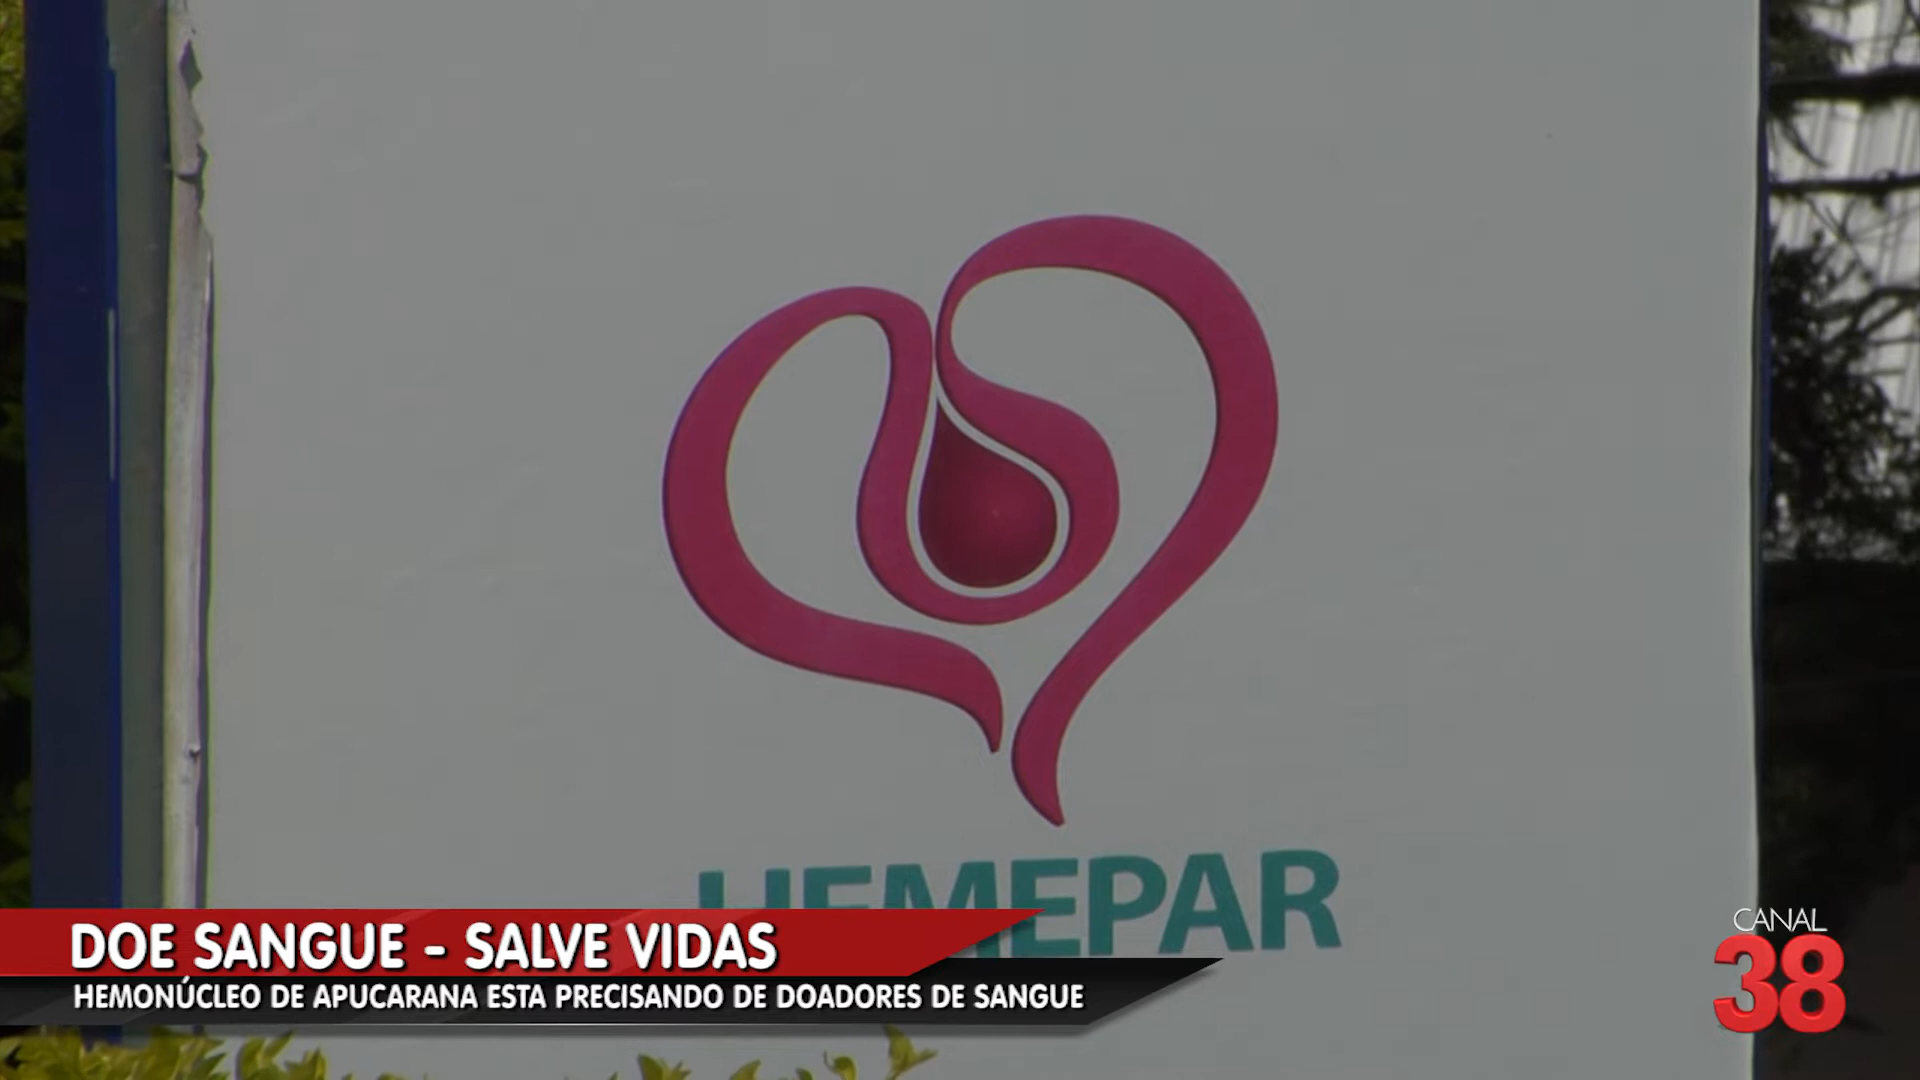 HEMEPAR
DOE SANGUE - SALVE VIDAS
HEMONÚCLEO DE APUCARANA ESTA PRECISANDO DE DOADORES DE SANGUE
CANAL
38